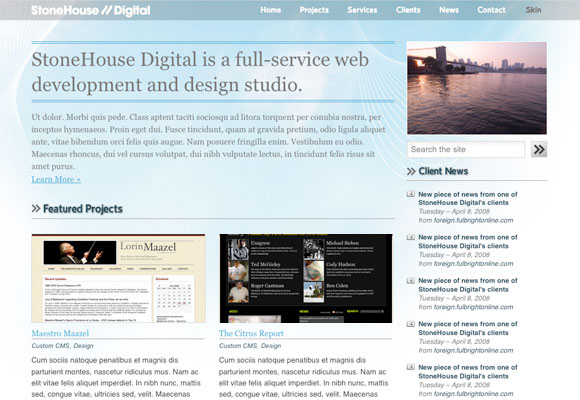 StoneHouse // Digital
Home Projects Services Clients News Contact Skin
StoneHouse Digital is a full-service web
development and design studio.
Ut dolor. Morbi quis pede. Class aptent taciti sociosqu ad litora torquent per conubia nostra, per
inceptos hymenaeos. Proin eget dui. Fusce tincidunt, quam at gravida pretium, odio ligula aliquet
ante, vitae bibendum orci felis quis augue. Nam posuere fringilla enim. Vestibulum eu odio.
Maecenas rhoncus, dui vel cursus volutpat, dui nibh vulputate lectus, in tincidunt felis risus sit
amet purus.
Learn More »
Featured Projects
Lorin Maazel
Usugrow
Michael Sieben
Ted McGinley
Cody Hudson
Roger Gastman
Ben Colen
Maestro Maazel
Custom CMS, Design
Cum sociis natoque penatibus et magnis dis
parturient montes, nascetur ridiculus mus. Nam ac
elit vitae felis aliquet imperdiet. In nibh nunc, mattis
sed, congue vitae, ultricies sed, velit. Maecenas
The Citrus Report
Custom CMS, Design
Cum sociis natoque penatibus et magnis dis
parturient montes, nascetur ridiculus mus. Nam ac
elit vitae felis aliquet imperdiet. In nibh nunc, mattis
sed, congue vitae, ultricies sed, velit. Maecenas
Search the site
Client News
New piece of news from one of
StoneHouse Digital's clients
Tuesday – April 8, 2008
from foreign.fulbrightonline.com
New piece of news from one of
StoneHouse Digital's clients
Tuesday – April 8, 2008
from foreign.fulbrightonline.com
New piece of news from one of
StoneHouse Digital's clients
Tuesday – April 8, 2008
from foreign.fulbrightonline.com
New piece of news from one of
StoneHouse Digital's clients
Tuesday – April 8, 2008
from foreign.fulbrightonline.com
New piece of news from one of
StoneHouse Digital's clients
Tuesday – April 8, 2008